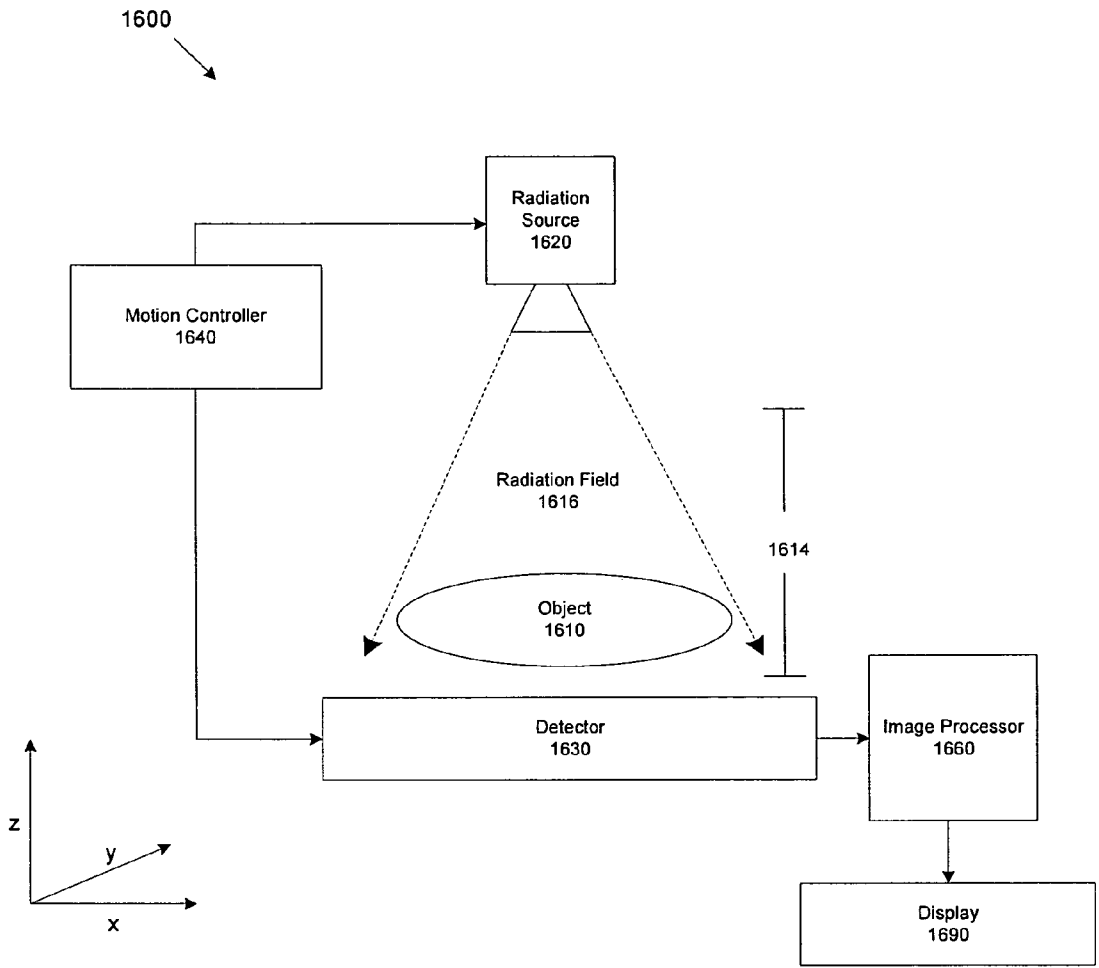 1600
Radiation
Source
1620
Motion Controller
1640
Radiation Field
1616
1614
Object
1610
Detector
1630
Image Processor
1660
z
y
x
Display
1690